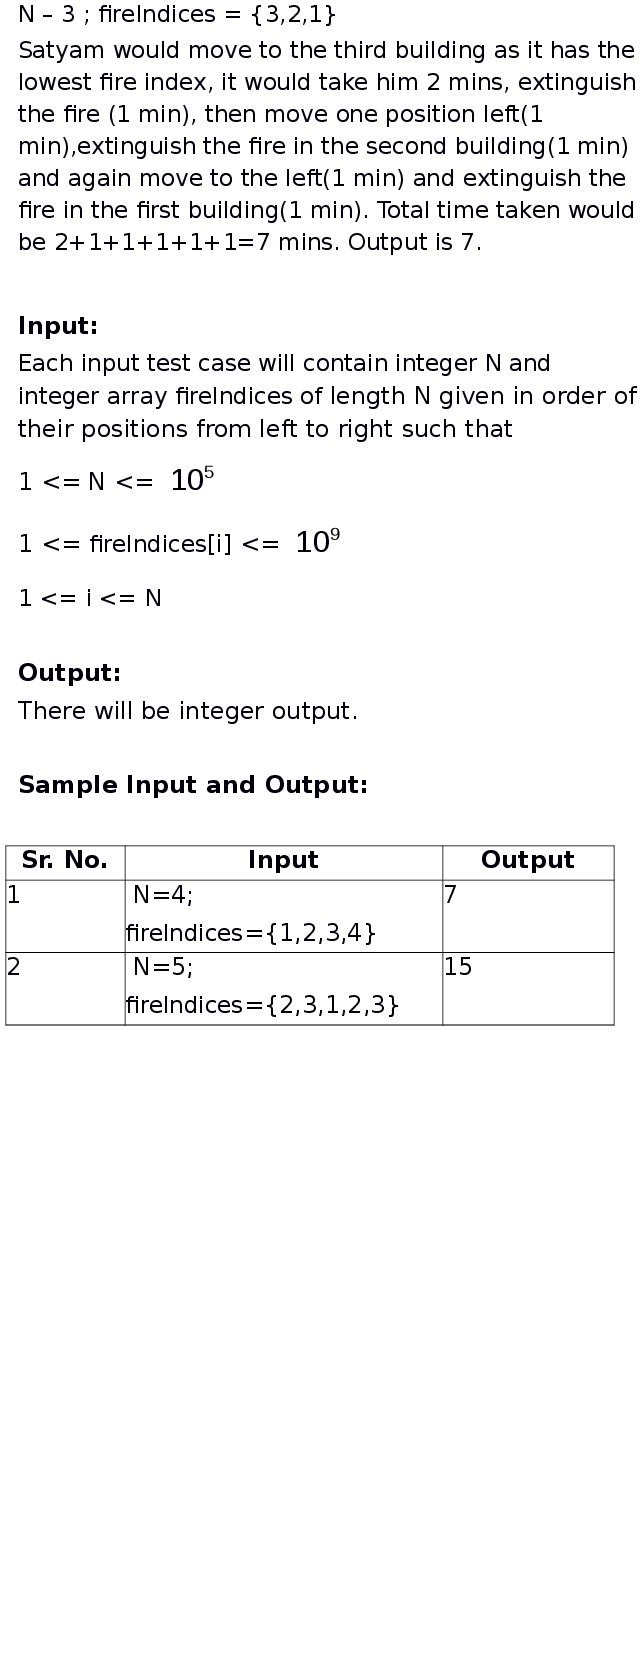 N – 3 ; fireIndices = {3,2,1}
Satyam would move to the third building as it has the
lowest fire index, it would take him 2 mins, extinguish
the fire (1 min), then move one position left(1
min),extinguish the fire in the second building(1 min)
and again move to the left(1 min) and extinguish the
fire in the first building(1 min). Total time taken would
be 2+1+1+1+1+1=7 mins. Output is 7.
Input:
Each input test case will contain integer N and
integer array fireIndices of length N given in order of
their positions from left to right such that
1 <= N <= 10⁵
1 <= fireIndices[i] <= 10⁹
1 <= i <= N
Output:
There will be integer output.
Sample Input and Output:
Sr. No. Input Output
1 N=4; 7
fireIndices={1,2,3,4}
2 N=5; 15
fireIndices={2,3,1,2,3}